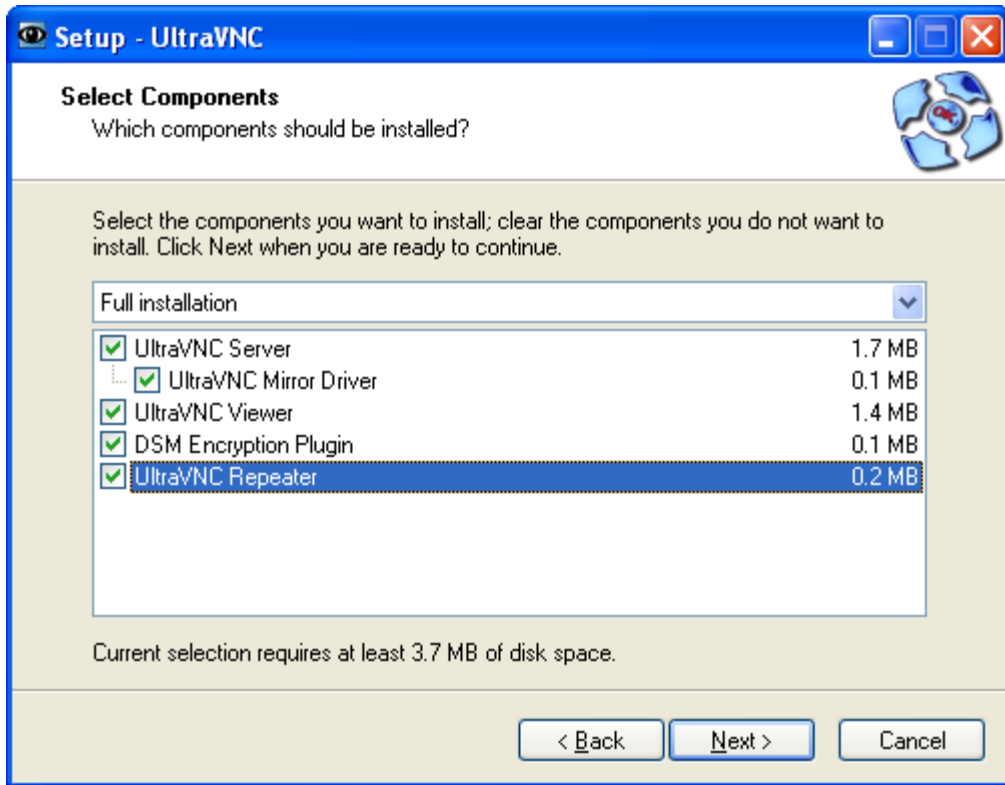 Setup - UltraVNC
Select Components
Which components should be installed?
OK
Select the components you want to install; clear the components you do not want to
install. Click Next when you are ready to continue.
Full installation
UltraVNC Server 1.7 MB
UltraVNC Mirror Driver 0.1 MB
UltraVNC Viewer 1.4 MB
DSM Encryption Plugin 0.1 MB
UltraVNC Repeater 0.2 MB
Current selection requires at least 3.7 MB of disk space.
< Back Next > Cancel